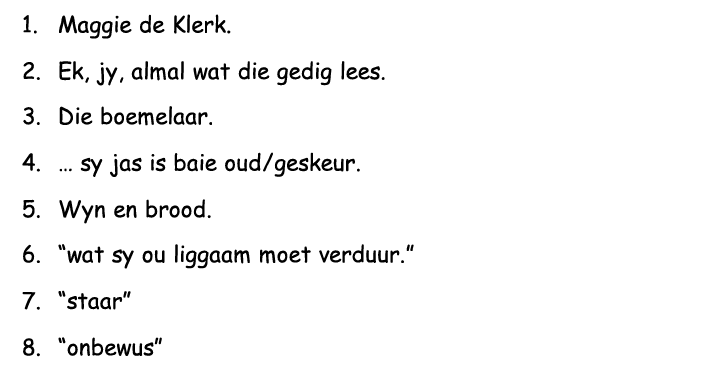 1. Maggie de Klerk.
2. Ek, jy, almal wat die gedig lees.
3. Die boemelaar.
4. … sy jas is baie oud/geskeur.
5. Wyn en brood.
6. “wat sy ou liggaam moet verduur.”
7. “staar”
8. “onbewus”